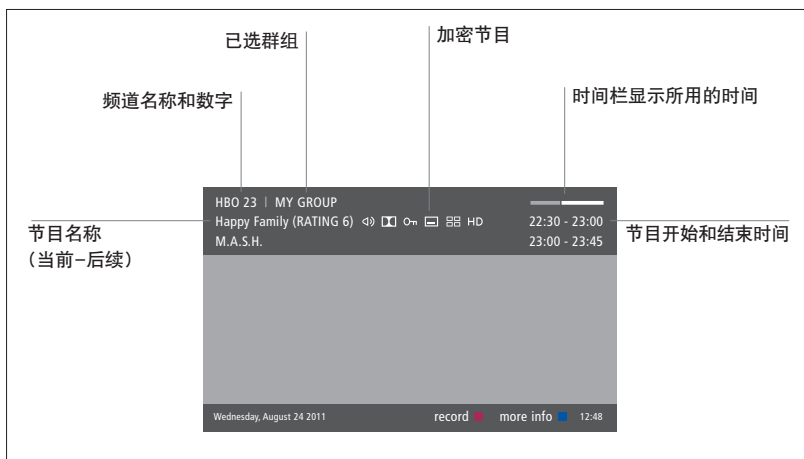 已选群组
加密节目
频道名称和数字
时间栏显示所用的时间
HBO 23 | MY GROUP
Happy Family (RATING 6) HD 22:30 - 23:00
M.A.S.H. 23:00 - 23:45
节目名称
(当前–后续)
节目开始和结束时间
Wednesday, August 24 2011 record more info 12:48